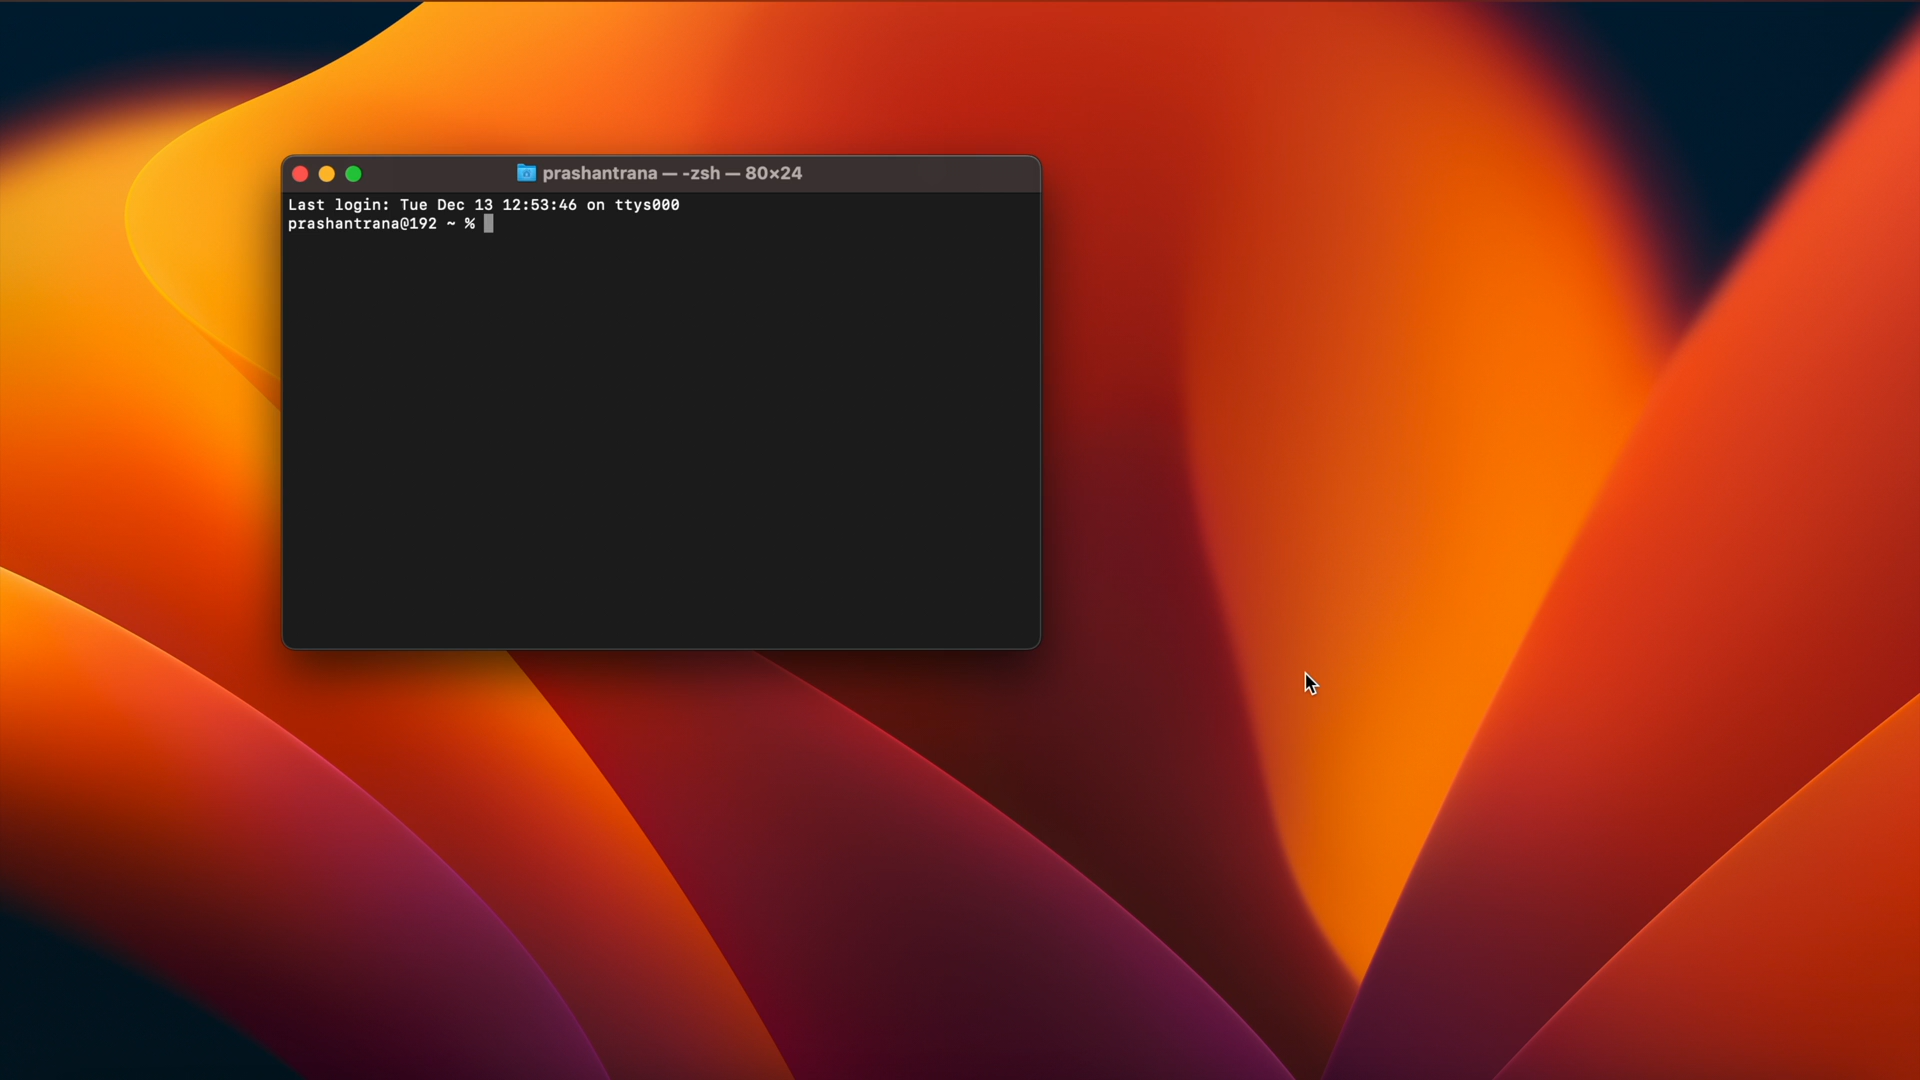 prashantrana — -zsh — 80×24
Last login: Tue Dec 13 12:53:46 on ttys000
prashantrana@192 ~ %